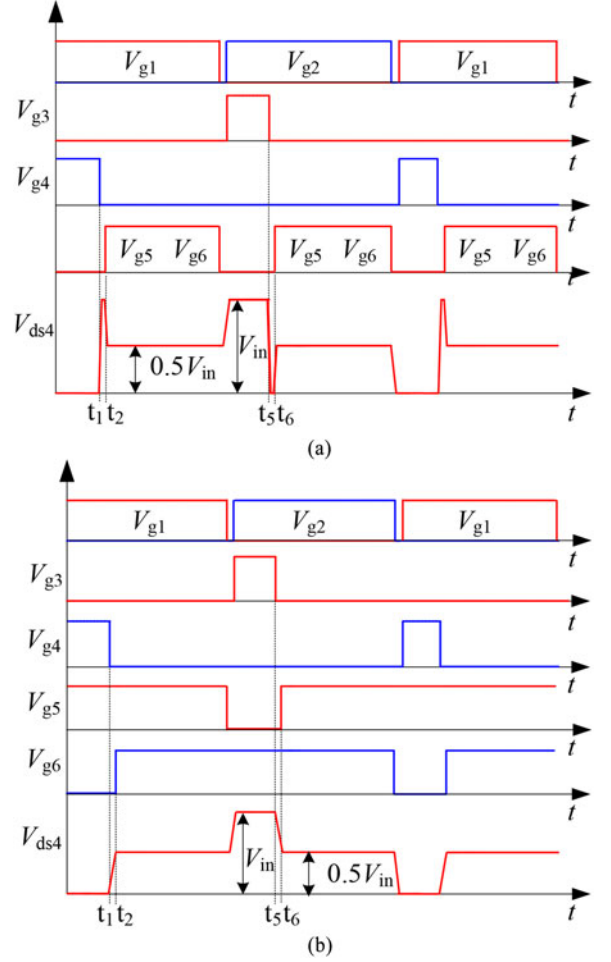 Vg1 Vg2 Vg1
t
Vg3
t
Vg4
t
Vg5 Vg6 Vg5 Vg6 Vg5 Vg6
t
Vds4
0.5Vin Vin
t1 t2 t5 t6 t
(a)
Vg1 Vg2 Vg1
t
Vg3
t
Vg4
t
Vg5
t
Vg6
t
Vds4
Vin 0.5Vin
t1 t2 t5 t6 t
(b)